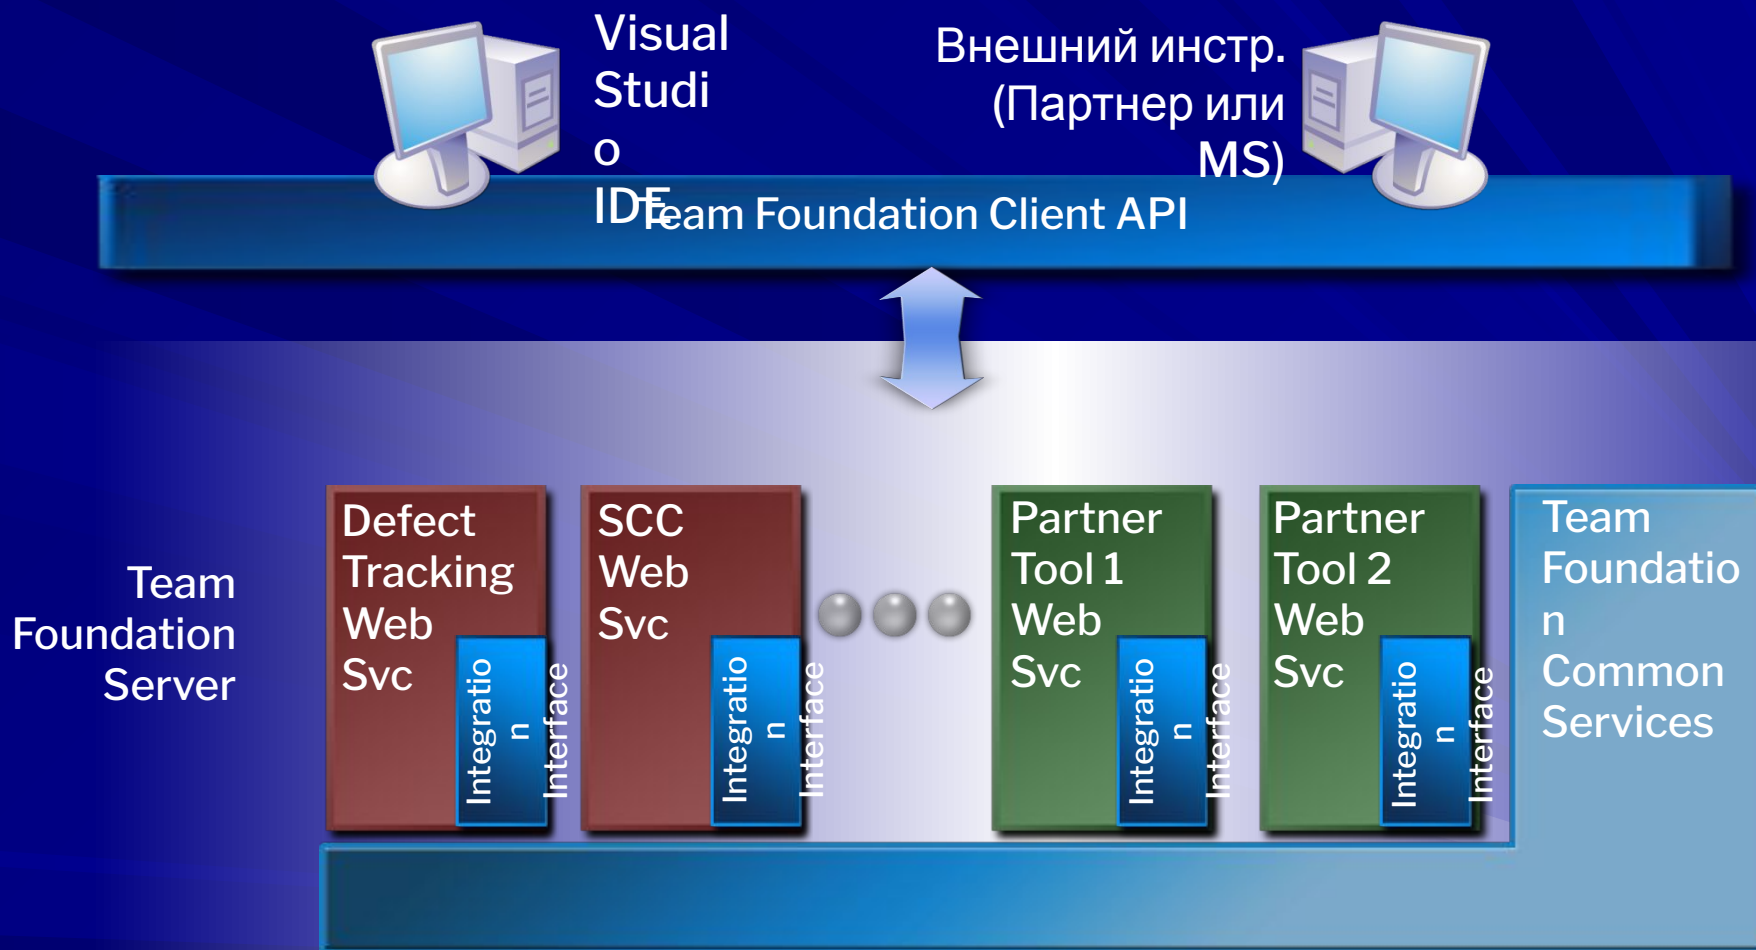 Visual
Studi
o
IDE
Внешний инстр.
(Партнер или
MS)
Team Foundation Client API
Team
Foundation
Server
Defect
Tracking
Web
Svc
Integratio
n
Interface
SCC
Web
Svc
Integratio
n
Interface
Partner
Tool 1
Web
Svc
Integratio
n
Interface
Partner
Tool 2
Web
Svc
Integratio
n
Interface
Team
Foundatio
n
Common
Services